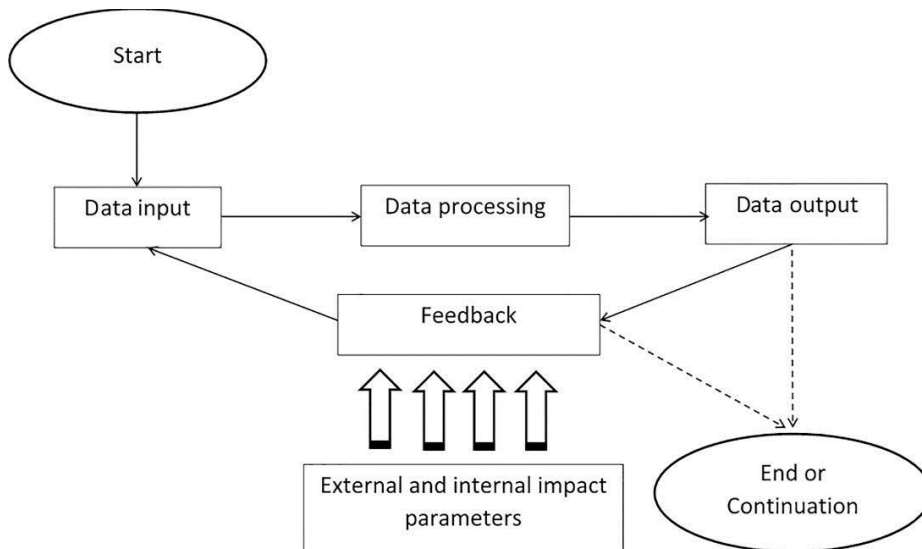 Start
Data input
Data processing
Data output
Feedback
External and internal impact
parameters
End or
Continuation